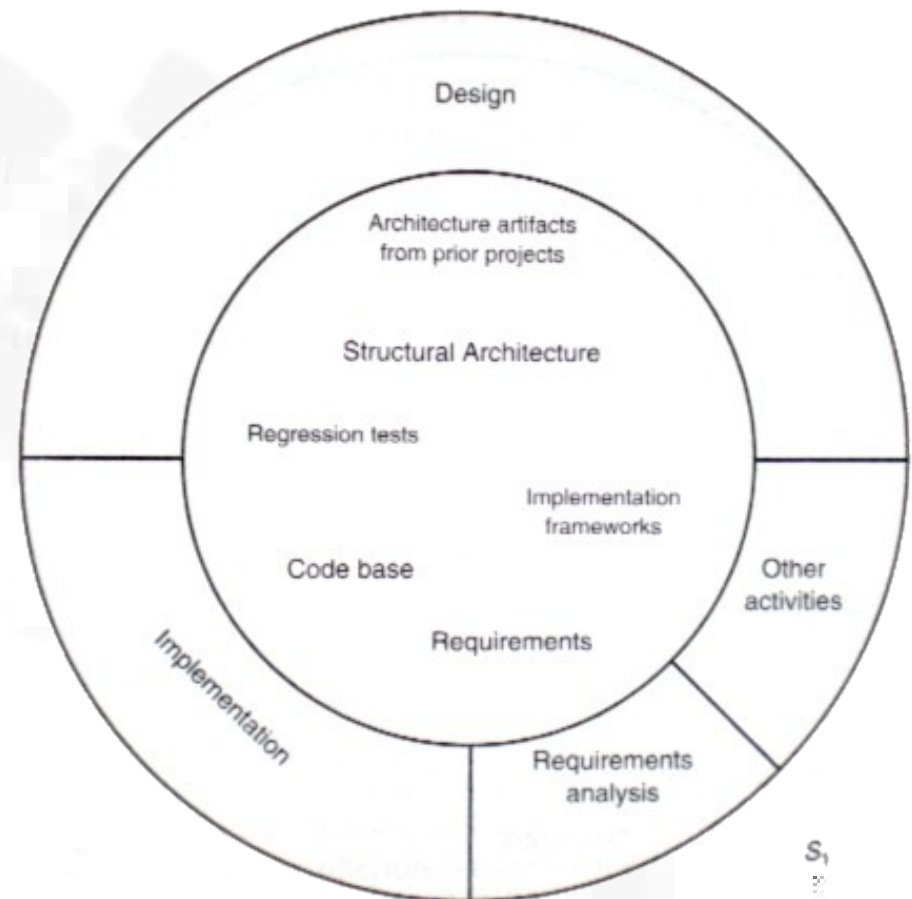 Design
Architecture artifacts
from prior projects
Structural Architecture
Regression tests
Implementation
frameworks
Code base
Other
activities
Requirements
Implementation
Requirements
analysis